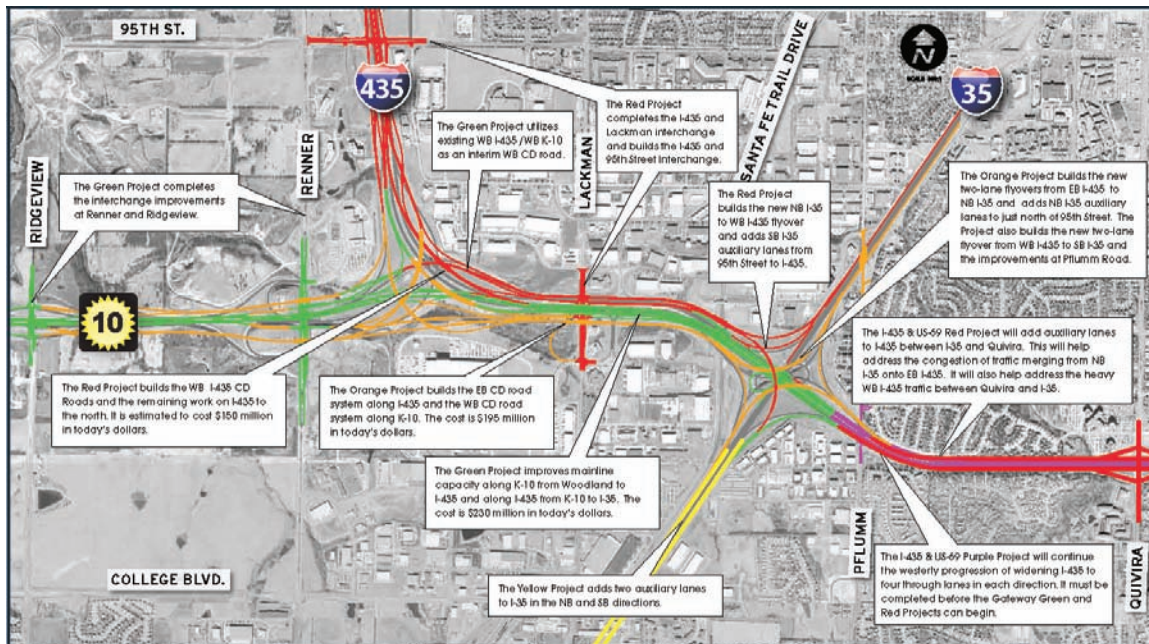 95TH ST.
435
N
35
SANTA FE TRAIL DRIVE
RENNER
RIDGEVIEW
LACKMAN
The Green Project utilizes
existing WB I-435 /WB K-10
as an interim WB CD road.
The Red Project
completes the I-435 and
Lackman interchange
and builds the I-435 and
95th Street Interchange.
The Green Project completes
the interchange improvements
at Renner and Ridgeview.
The Red Project
builds the new NB I-35
to WB I-435 flyover
and adds SB I-35
auxiliary lanes from
95th Street to I-435.
The Orange Project builds the new
two-lane flyovers from EB I-435 to
NB I-35 and adds NB I-35 auxiliary
lanes to just north of 95th Street. The
Project also builds the new two-lane
flyover from WB I-435 to SB I-35 and
the improvements at Pflumm Road.
10
The I-435 & US-69 Red Project will add auxiliary lanes
to I-435 between I-35 and Quivira. This will help
address the congestion of traffic merging from NB
I-35 onto EB I-435. It will also help address the heavy
WB I-435 traffic between Quivira and I-35.
The Red Project builds the WB I-435 CD
Roads and the remaining work on I-435 to
the north. It is estimated to cost $150 million
in today's dollars.
The Orange Project builds the EB CD road
system along I-435 and the WB CD road
system along K-10. The cost is $195 million
in today's dollars.
The Green Project improves mainline
capacity along K-10 from Woodland to
I-435 and along I-435 from K-10 to I-35. The
cost is $230 million in today's dollars.
PFLUMM
QUIVIRA
The I-435 & US-69 Purple Project will continue
the westerly progression of widening I-435 to
four through lanes in each direction. It must be
completed before the Gateway Green and
Red Projects can begin.
COLLEGE BLVD.
The Yellow Project adds two auxiliary lanes
to I-35 in the NB and SB directions.